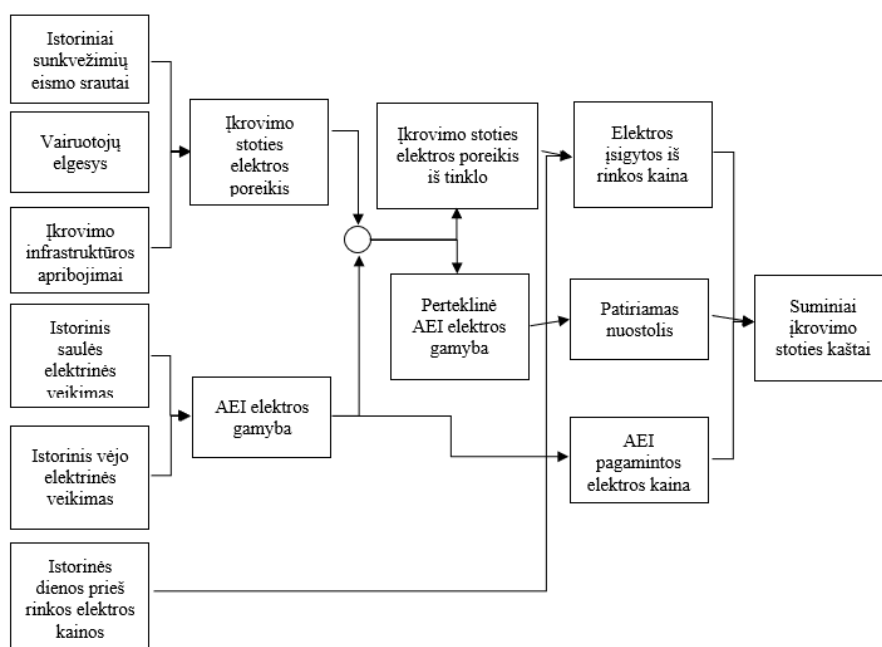 Istoriniai
sunkvežimių
eismo srautai
Vairuotojų
elgesys
Įkrovimo
infrastruktūros
apribojimai
Istorinis
saulės
elektrinės
veikimas
Istorinis vėjo
elektrinės
veikimas
Istorinės
dienos prieš
rinkos elektros
kainos
Įkrovimo
stoties
elektros
poreikis
AEI elektros
gamyba
Įkrovimo stoties
elektros poreikis
iš tinklo
Perteklinė
AEI elektros
gamyba
Elektros
įsigytos iš
rinkos kaina
Patiriamas
nuostolis
AEI
pagamintos
elektros kaina
Suminiai
įkrovimo
stoties kaštai